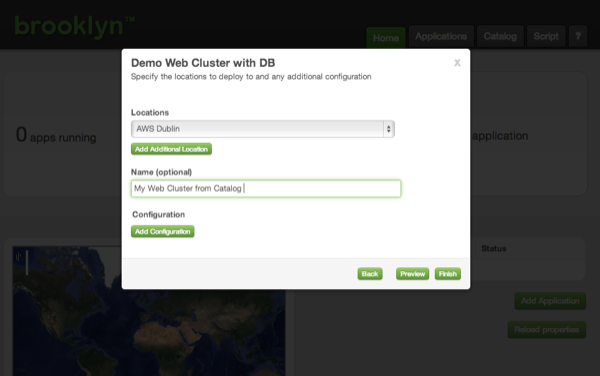 brooklyn™
Home
Applications
Catalog
Script
?
Demo Web Cluster with DB
X
Specify the locations to deploy to and any additional configuration
Locations
AWS Dublin
Add Additional Location
Name (optional)
My Web Cluster from Catalog
Configuration
Add Configuration
Back
Preview
Finish
0 apps running
application
Status
Add Application
Reload properties